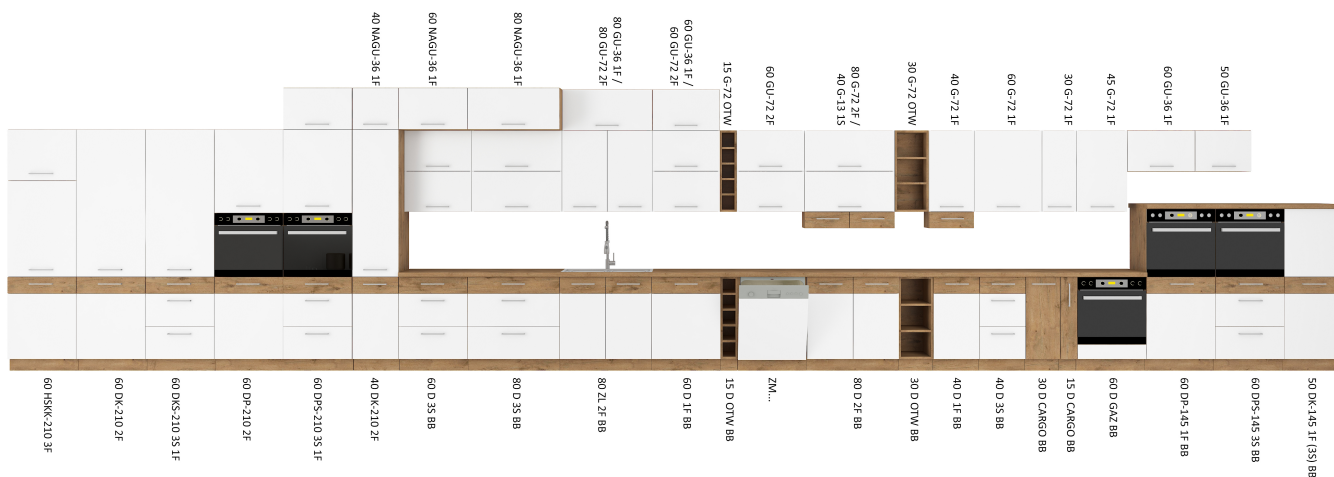 40 NAGU-36 1F
60 NAGU-36 1F
80 NAGU-36 1F
80 GU-36 1F /
80 GU-72 2F
60 GU-36 1F /
60 GU-72 2F
15 G-72 OTW
60 GU-72 2F
80 G-72 2F /
40 G-13 1S
30 G-72 OTW
40 G-72 1F
60 G-72 1F
30 G-72 1F
45 G-72 1F
60 GU-36 1F
50 GU-36 1F
60 HSKK-210 3F
60 DK-210 2F
60 DKS-210 3S 1F
60 DP-210 2F
60 DPS-210 3S 1F
40 DK-210 2F
60 D 3S BB
80 D 3S BB
80 ZL 2F BB
60 D 1F BB
15 D OTW BB
ZM...
80 D 2F BB
30 D OTW BB
40 D 1F BB
40 D 3S BB
30 D CARGO BB
15 D CARGO BB
60 D GAZ BB
60 DP-145 1F BB
60 DPS-145 3S BB
50 DK-145 1F (3S) BB